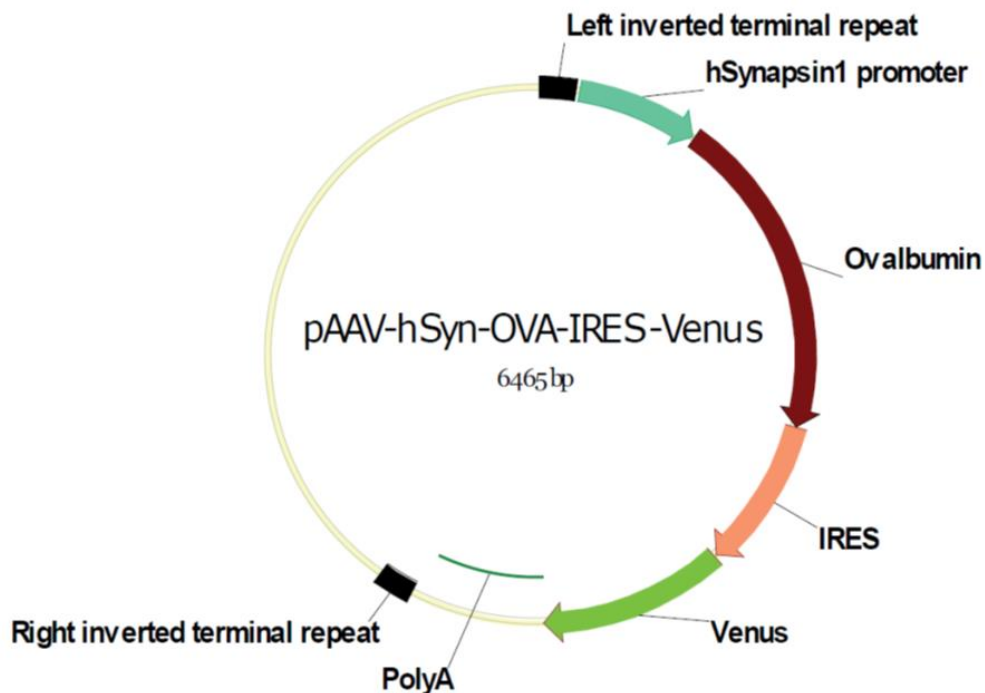 Left inverted terminal repeat
hSynapsin1 promoter
Ovalbumin
pAAV-hSyn-OVA-IRES-Venus
6465 bp
IRES
Venus
Right inverted terminal repeat
PolyA